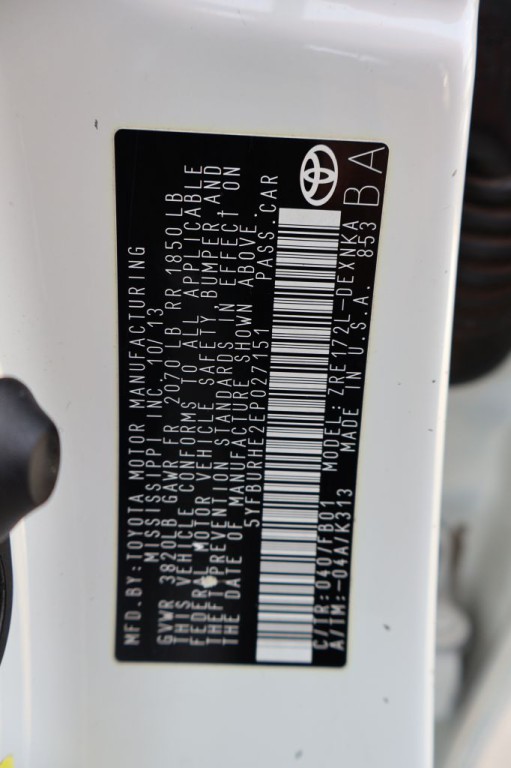 MFD. BY: TOYOTA MOTOR MANUFACTURING
MISSISSIPPI INC. 10/13
GVWR 3820LB GAWR FR 2070 LB RR 1850 LB
THIS VEHICLE CONFORMS TO ALL APPLICABLE
FEDERAL MOTOR VEHICLE SAFETY BUMPER AND
THEFT PREVENTION STANDARDS IN EFFECT ON
THE DATE OF MANUFACTURE SHOWN ABOVE.
5YFBURHE2EP027151 PASS. CAR
C/TR: 040/FB01 MODEL: ZRE172L-DEXNKA
A/TM: -04A/K313 MADE IN U.S.A. 853
BA